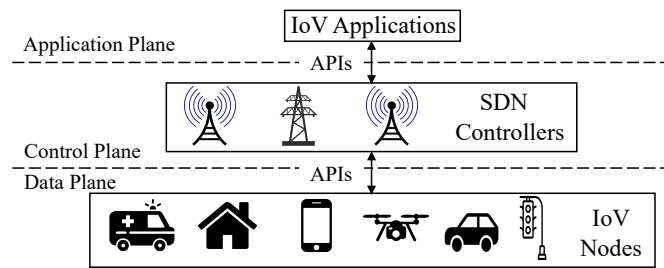 IoV Applications
Application Plane
APIs
SDN
Controllers
Control Plane
APIs
Data Plane
IoV
Nodes